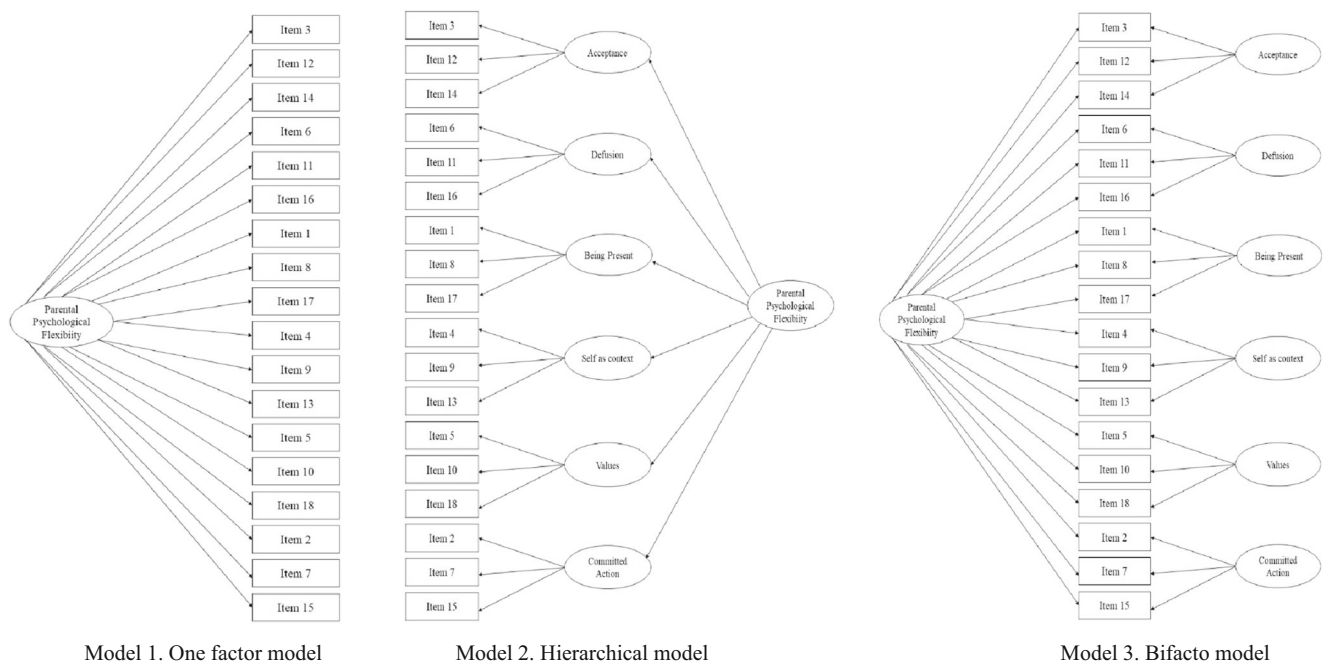 Item 3
Item 12
Item 14
Item 6
Item 11
Item 16
Item 1
Item 8
Item 17
Item 4
Item 9
Item 13
Item 5
Item 10
Item 18
Item 2
Item 7
Item 15
Parental
Psychological
Flexibiity
Model 1. One factor model
Item 3
Item 12
Item 14
Item 6
Item 11
Item 16
Item 1
Item 8
Item 17
Item 4
Item 9
Item 13
Item 5
Item 10
Item 18
Item 2
Item 7
Item 15
Acceptance
Defusion
Being Present
Self as context
Values
Committed
Action
Parental
Psychological
Flexibiity
Model 2. Hierarchical model
Parental
Psychological
Flexibiity
Item 3
Item 12
Item 14
Item 6
Item 11
Item 16
Item 1
Item 8
Item 17
Item 4
Item 9
Item 13
Item 5
Item 10
Item 18
Item 2
Item 7
Item 15
Acceptance
Defusion
Being Present
Self as context
Values
Committed
Action
Model 3. Bifacto model